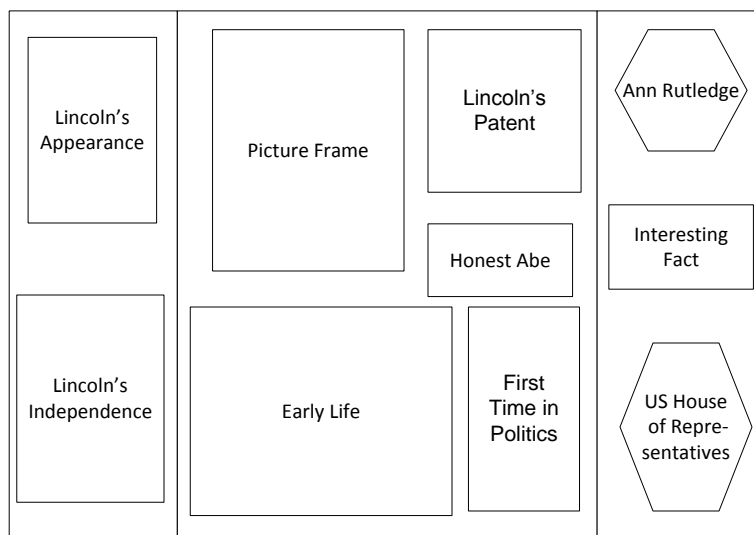 Lincoln’s
Appearance
Lincoln’s
Independence
Picture Frame
Lincoln’s
Patent
Honest Abe
Early Life
First
Time in
Politics
Ann Rutledge
Interesting
Fact
US House
of Repre-
sentatives